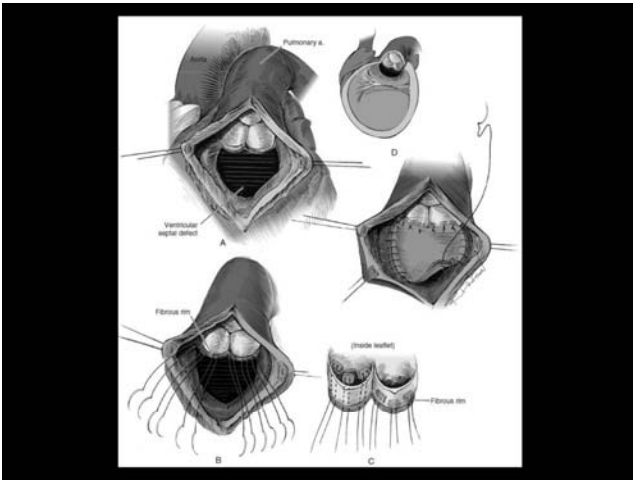 Pulmonary a.
Aorta
D
Ventricular
septal defect
A
Fibrous rim
(Inside leaflet)
Fibrous rim
B
C